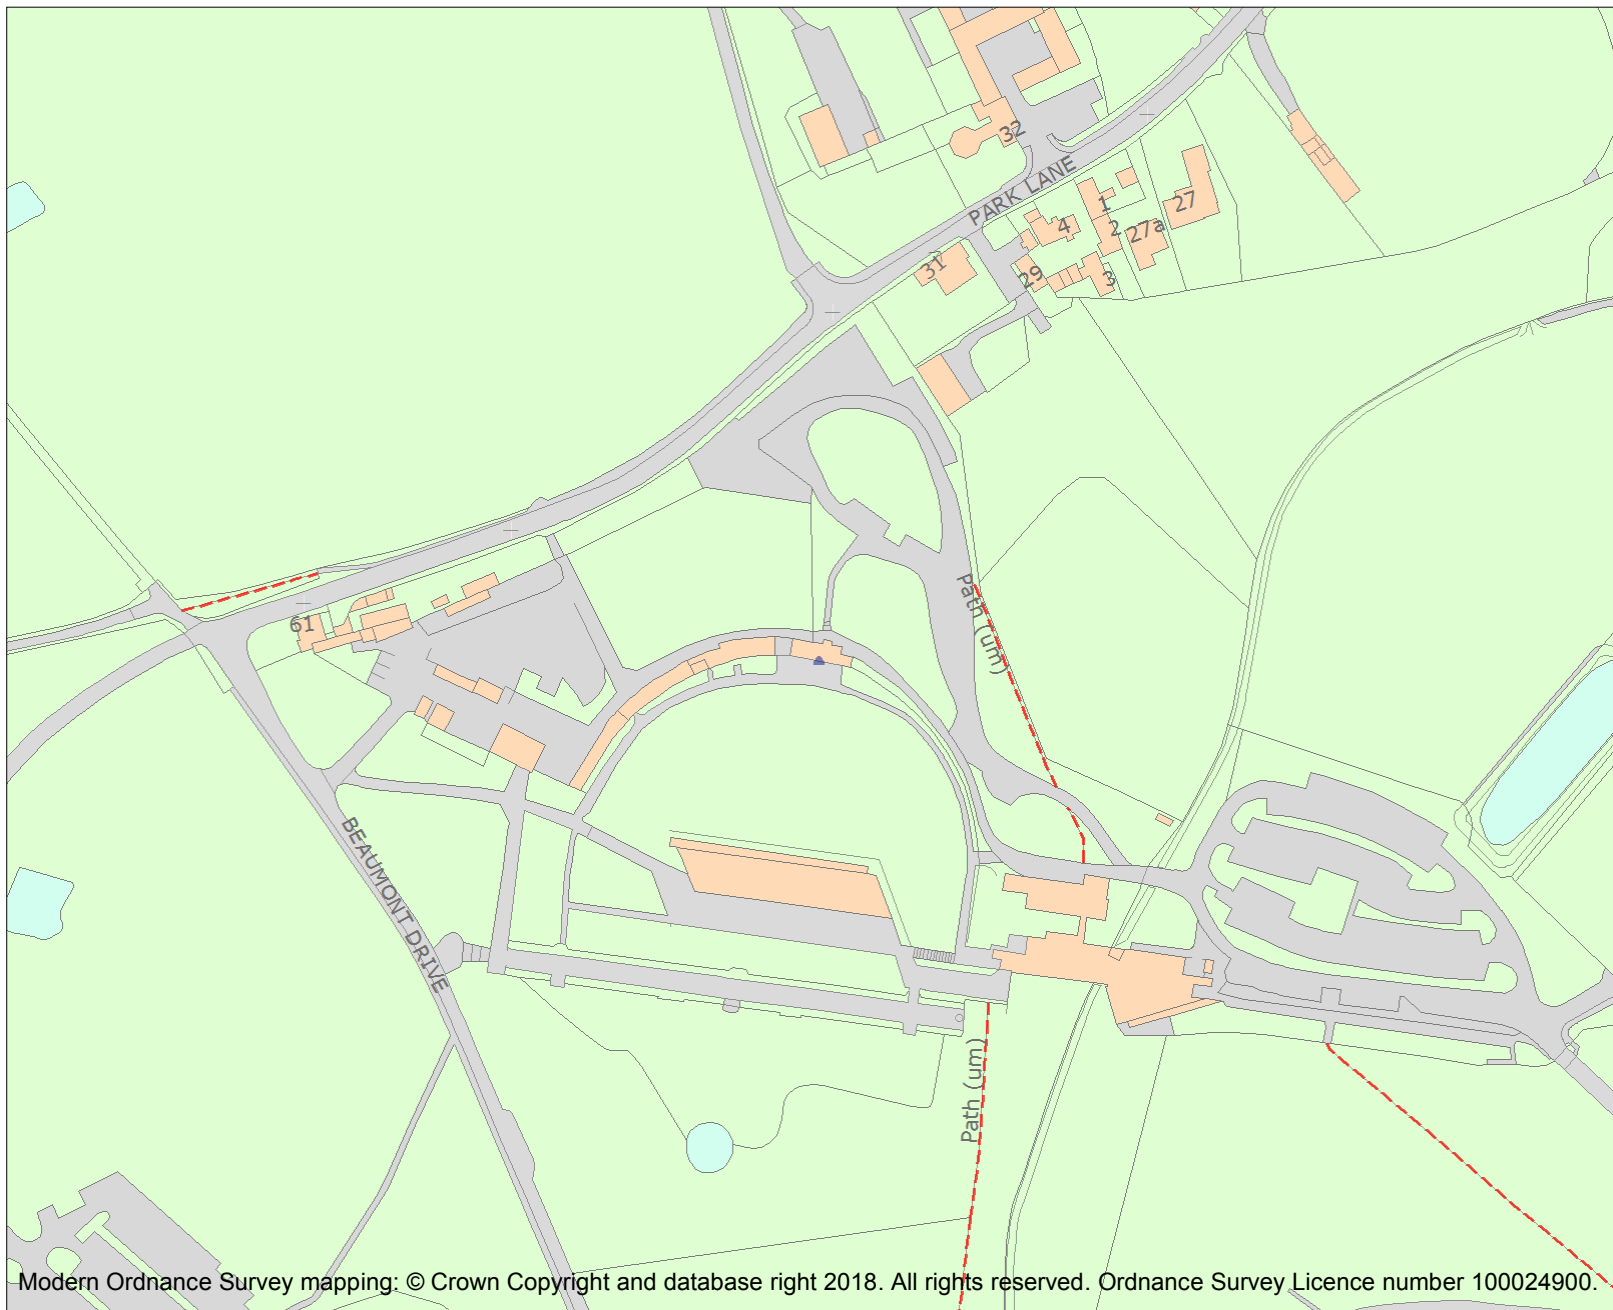 32
PARK LANE
1
27
4
2
27a
31
29
3
Path (um)
61
BEAUMONT DRIVE
Path (um)
Modern Ordnance Survey mapping: © Crown Copyright and database right 2018. All rights reserved. Ordnance Survey Licence number 100024900.